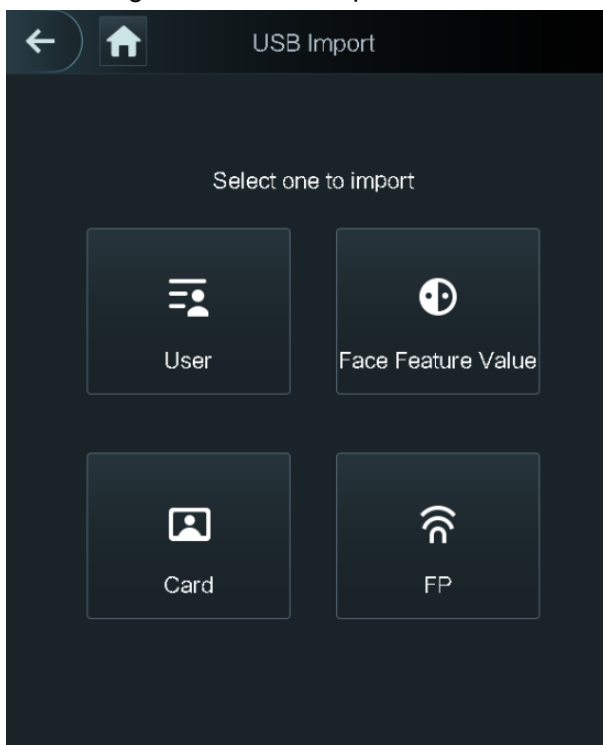 USB Import
Select one to import
User
Face Feature Value
Card
FP